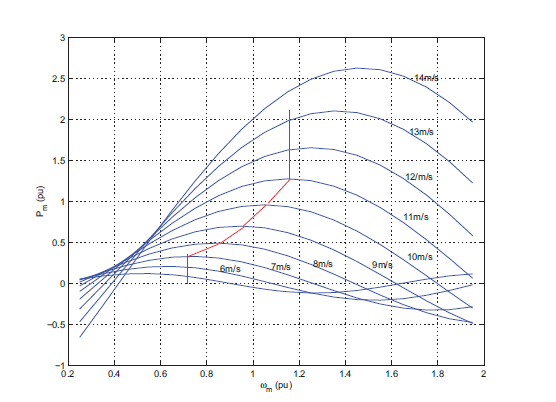 3
2.5
2
1.5
1
0.5
0
−0.5
−1
P_m (pu)
14m/s
13m/s
12/m/s
11m/s
10m/s
9m/s
8m/s
7m/s
6m/s
0.2 0.4 0.6 0.8 1 1.2 1.4 1.6 1.8 2
ω_m (pu)